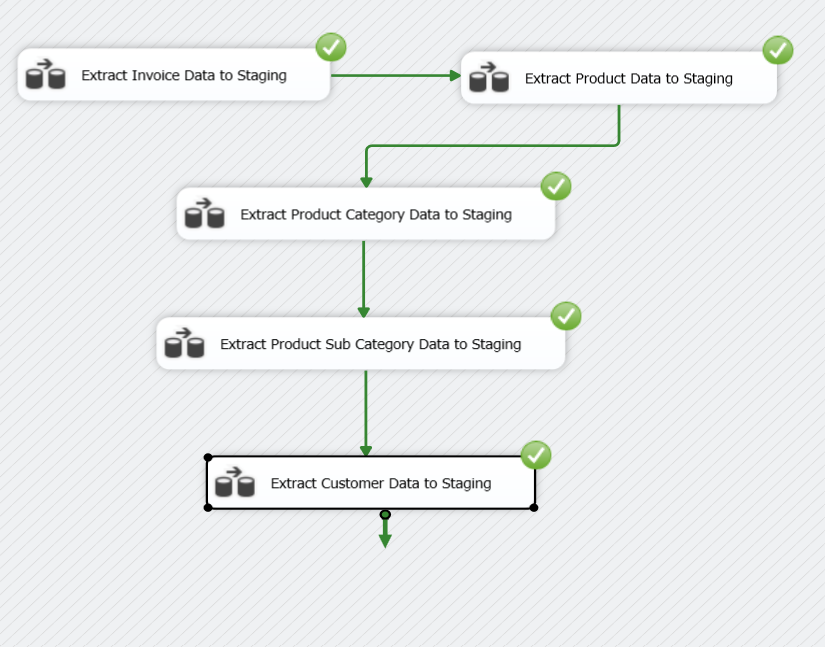 Extract Invoice Data to Staging
Extract Product Data to Staging
Extract Product Category Data to Staging
Extract Product Sub Category Data to Staging
Extract Customer Data to Staging